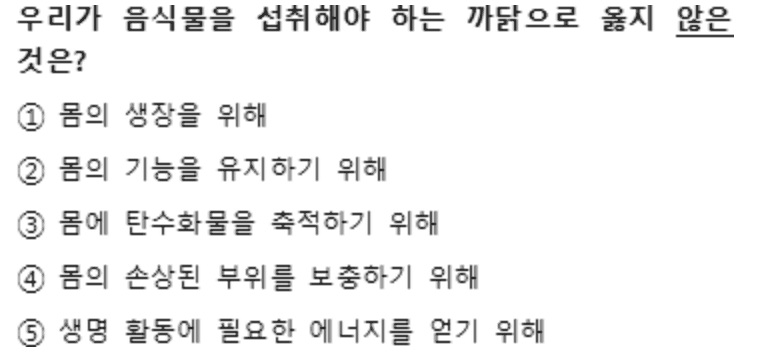 우리가 음식물을 섭취해야 하는 까닭으로 옳지 않은
것은?
① 몸의 생장을 위해
② 몸의 기능을 유지하기 위해
③ 몸에 탄수화물을 축적하기 위해
④ 몸의 손상된 부위를 보충하기 위해
⑤ 생명 활동에 필요한 에너지를 얻기 위해